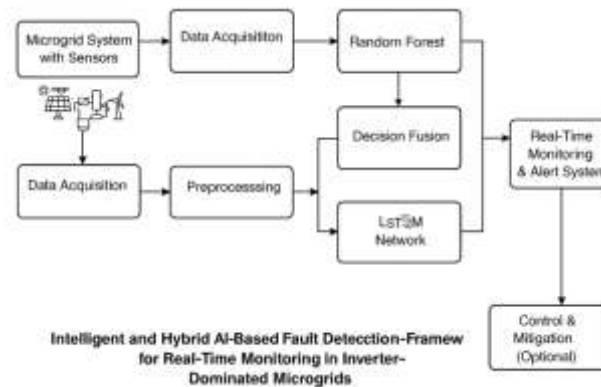 Microgrid System
with Sensors
Data Acquisititon
Random Forest
Decision Fusion
Data Acquisition
Preprocesssing
LSTM
Network
Real-Time
Monitoring
& Alert System
Control &
Mitigation
(Optional)
Intelligent and Hybrid AI-Based Fault Detecction-Framew
for Real-Time Monitoring in Inverter-
Dominated Microgrids